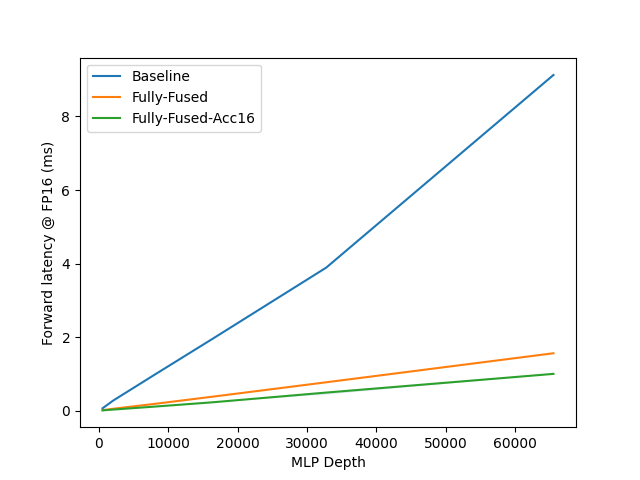 Baseline
Fully-Fused
Fully-Fused-Acc16
Forward latency @ FP16 (ms)
8
6
4
2
0
0 10000 20000 30000 40000 50000 60000
MLP Depth